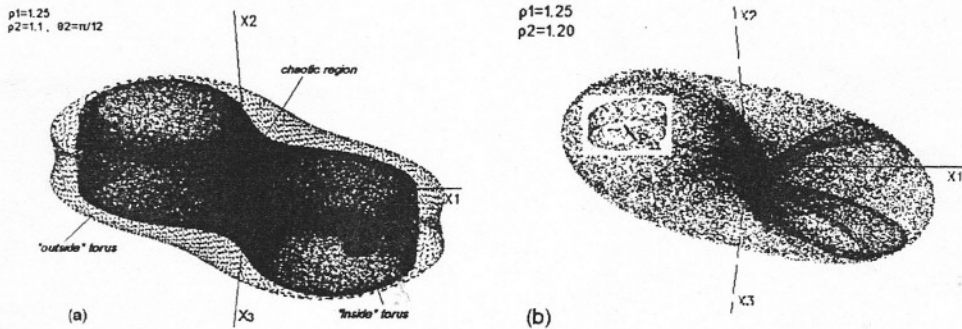 ρ1=1.25
ρ2=1.1, θ2=π/12
X2
chaotic region
X1
"outside" torus
X3
"inside" torus
(a)
ρ1=1.25
ρ2=1.20
X2
X1
X3
(b)